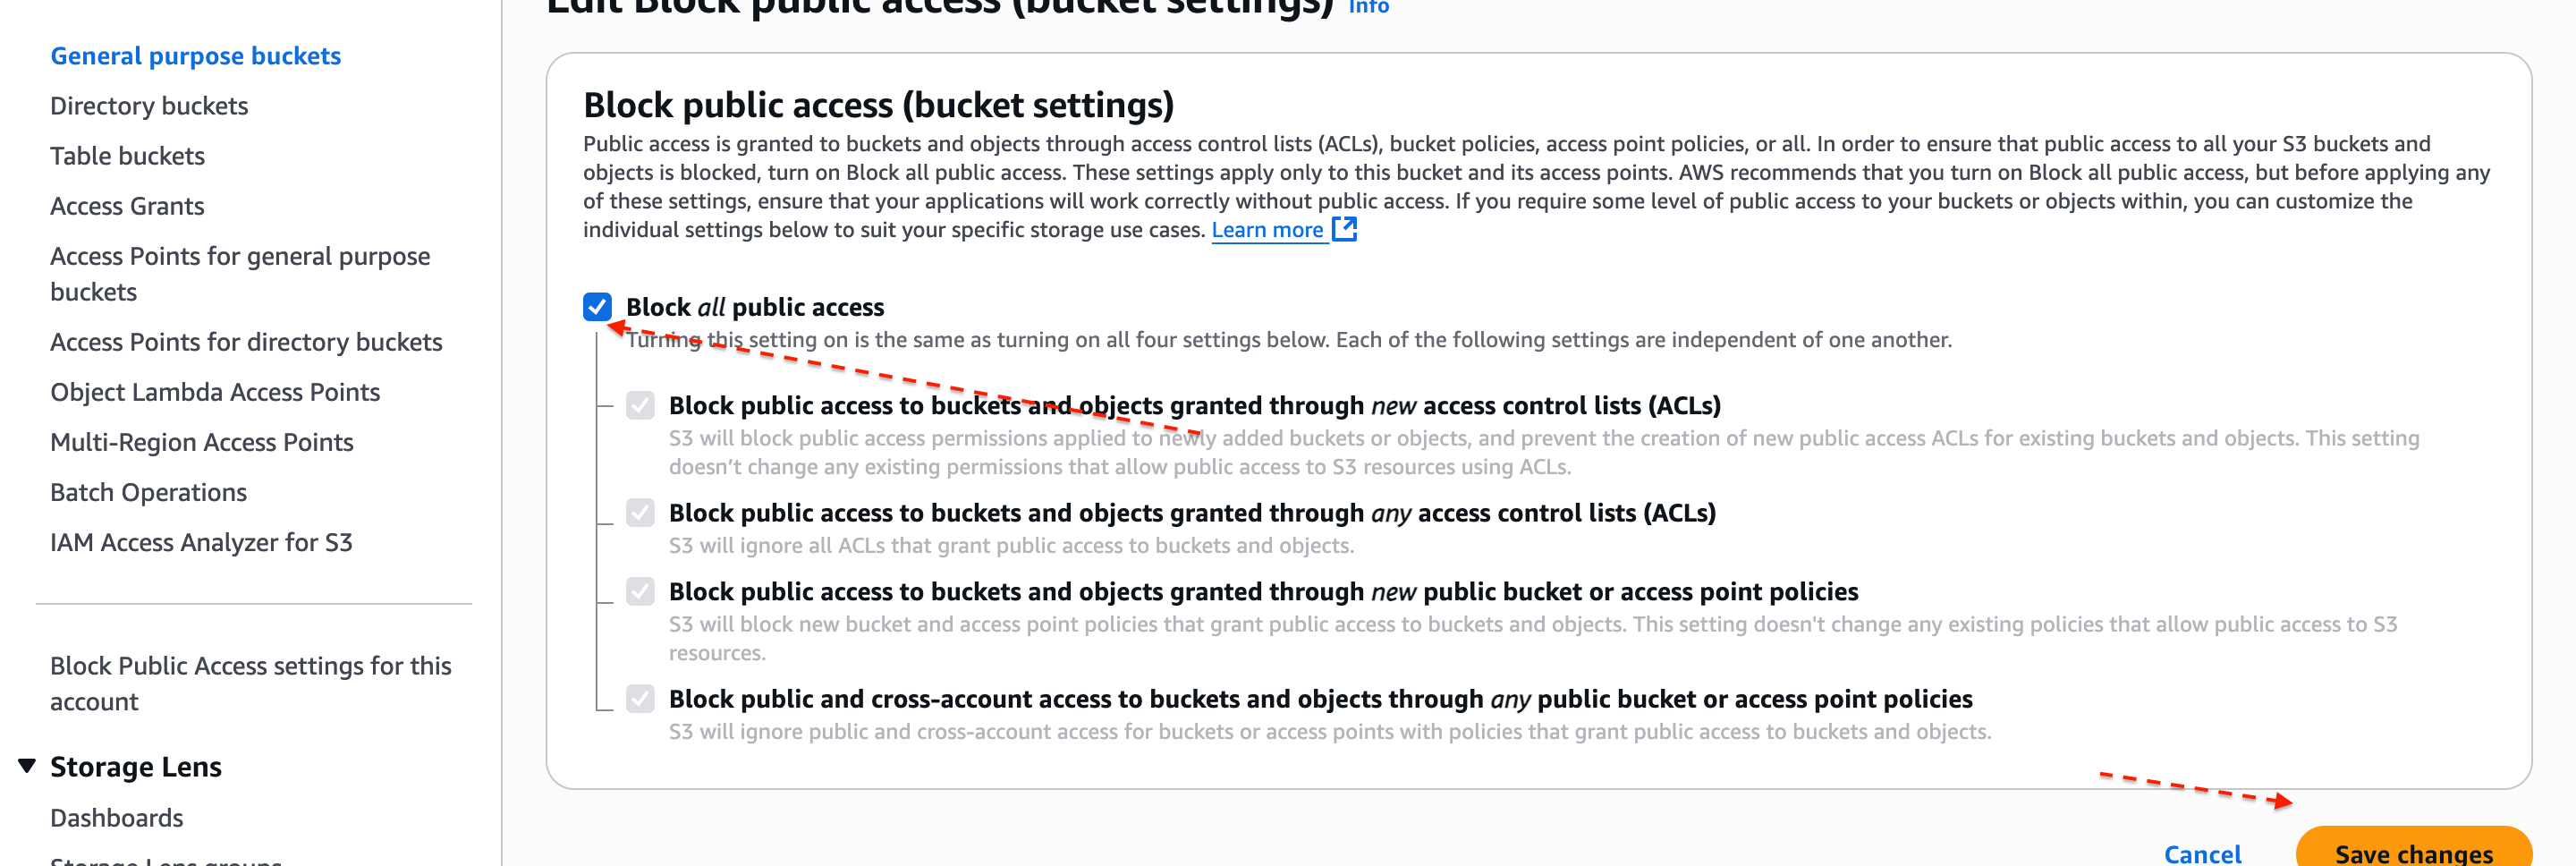 General purpose buckets
Directory buckets
Table buckets
Access Grants
Access Points for general purpose
buckets
Access Points for directory buckets
Object Lambda Access Points
Multi-Region Access Points
Batch Operations
IAM Access Analyzer for S3
Block Public Access settings for this
account
Storage Lens
Dashboards
Storage Lens groups
Edit Block public access (bucket settings) Info
Block public access (bucket settings)
Public access is granted to buckets and objects through access control lists (ACLs), bucket policies, access point policies, or all. In order to ensure that public access to all your S3 buckets and
objects is blocked, turn on Block all public access. These settings apply only to this bucket and its access points. AWS recommends that you turn on Block all public access, but before applying any
of these settings, ensure that your applications will work correctly without public access. If you require some level of public access to your buckets or objects within, you can customize the
individual settings below to suit your specific storage use cases. Learn more
Block all public access
Turning this setting on is the same as turning on all four settings below. Each of the following settings are independent of one another.
Block public access to buckets and objects granted through new access control lists (ACLs)
S3 will block public access permissions applied to newly added buckets or objects, and prevent the creation of new public access ACLs for existing buckets and objects. This setting
doesn’t change any existing permissions that allow public access to S3 resources using ACLs.
Block public access to buckets and objects granted through any access control lists (ACLs)
S3 will ignore all ACLs that grant public access to buckets and objects.
Block public access to buckets and objects granted through new public bucket or access point policies
S3 will block new bucket and access point policies that grant public access to buckets and objects. This setting doesn't change any existing policies that allow public access to S3
resources.
Block public and cross-account access to buckets and objects through any public bucket or access point policies
S3 will ignore public and cross-account access for buckets or access points with policies that grant public access to buckets and objects.
Cancel
Save changes